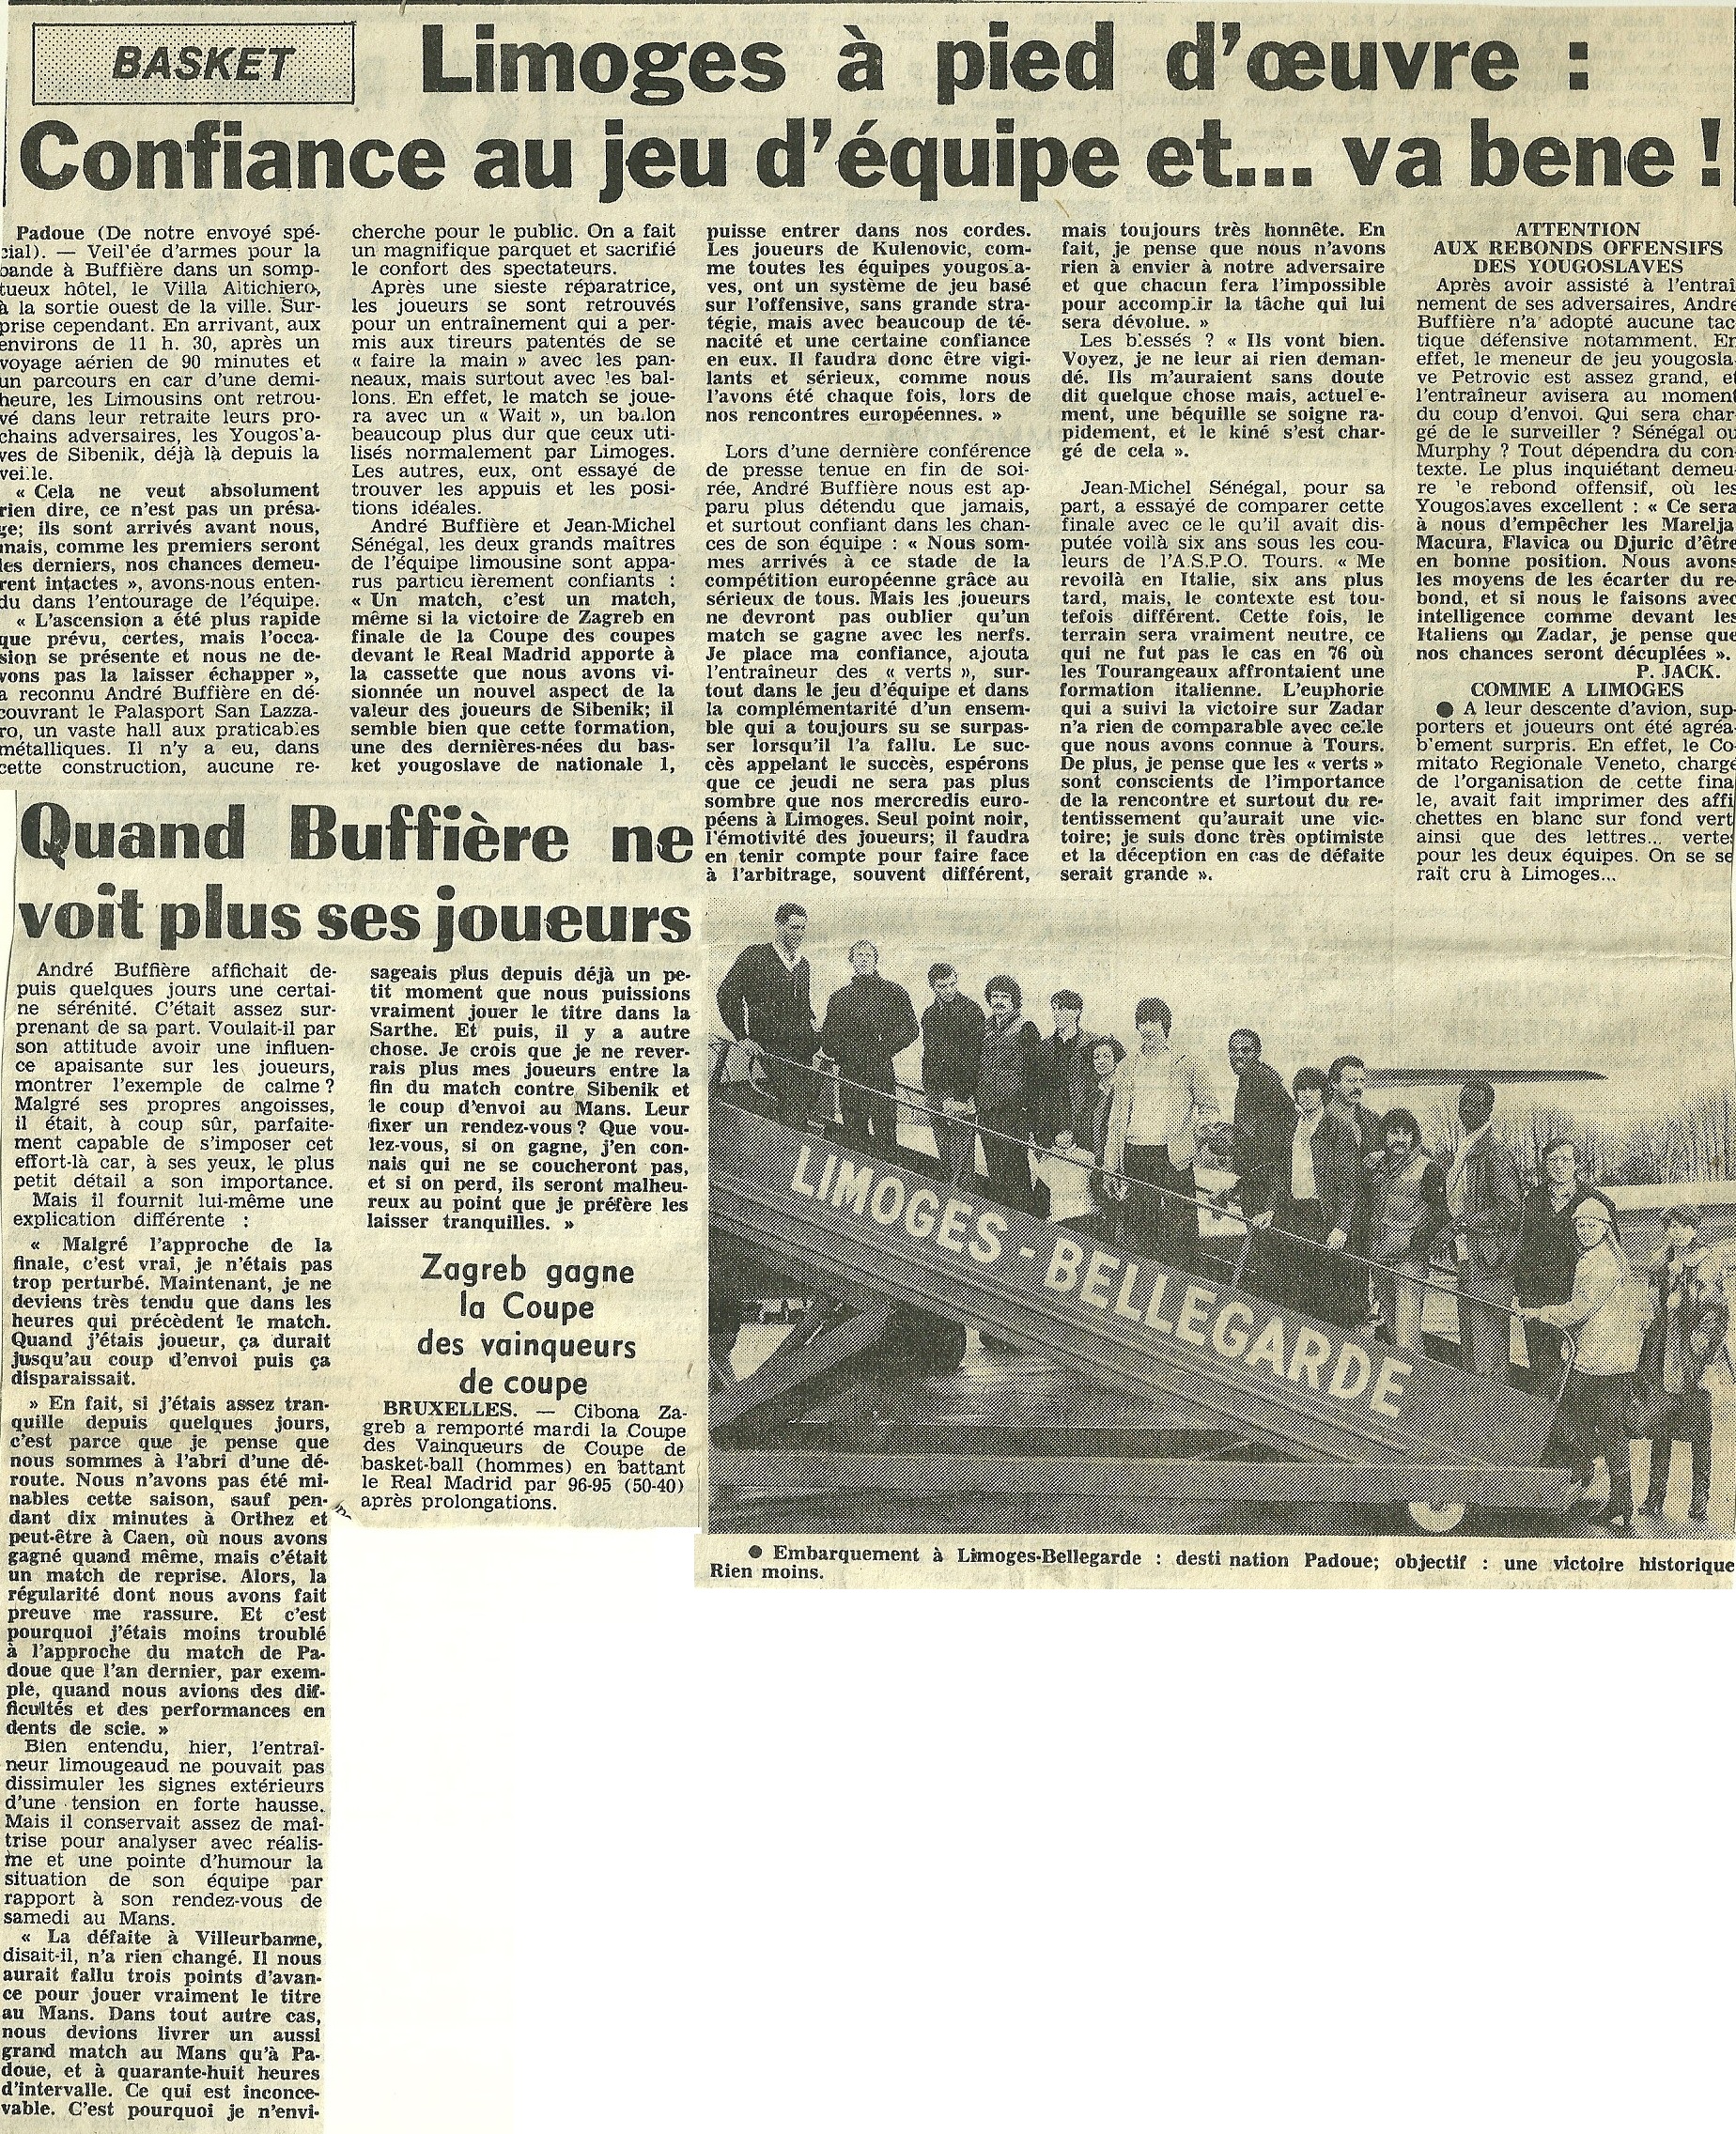 BASKET
Limoges à pied d'œuvre :
Confiance au jeu d'équipe et... va bene !
Padoue (De notre envoyé spé-
cial). — Veil'ée d'armes pour la
bande à Buffière dans un somp-
tueux hôtel, le Villa Altichiero,
à la sortie ouest de la ville. Sur-
prise cependant. En arrivant, aux
environs de 11 h. 30, après un
voyage aérien de 90 minutes et
un parcours en car d'une demi-
heure, les Limousins ont retrou-
vé dans leur retraite leurs pro-
chains adversaires, les Yougos'a-
ves de Sibenik, déjà là depuis la
veille.
« Cela ne veut absolument
rien dire, ce n'est pas un présa-
ge; ils sont arrivés avant nous,
mais, comme les premiers seront
les derniers, nos chances demeu-
rent intactes », avons-nous enten-
du dans l'entourage de l'équipe.
« L'ascension a été plus rapide
que prévu, certes, mais l'occa-
sion se présente et nous ne de-
vons pas la laisser échapper »,
a reconnu André Buffière en dé-
couvrant le Palasport San Lazza-
ro, un vaste hall aux praticables
métalliques. Il n'y a eu, dans
cette construction, aucune re-
cherche pour le public. On a fait
un magnifique parquet et sacrifié
le confort des spectateurs.
Après une sieste réparatrice,
les joueurs se sont retrouvés
pour un entraînement qui a per-
mis aux tireurs patentés de se
« faire la main » avec les pan-
neaux, mais surtout avec les bal-
lons. En effet, le match se joue-
ra avec un « Wait », un ballon
beaucoup plus dur que ceux uti-
lisés normalement par Limoges.
Les autres, eux, ont essayé de
trouver les appuis et les posi-
tions idéales.
André Buffière et Jean-Michel
Sénégal, les deux grands maîtres
de l'équipe limousine sont appa-
rus particu ièrement confiants :
« Un match, c'est un match,
même si la victoire de Zagreb en
finale de la Coupe des coupes
devant le Real Madrid apporte à
la cassette que nous avons vi-
sionnée un nouvel aspect de la
valeur des joueurs de Sibenik; il
semble bien que cette formation,
une des dernières-nées du bas-
ket yougoslave de nationale 1,
puisse entrer dans nos cordes.
Les joueurs de Kulenovic, com-
me toutes les équipes yougosla-
ves, ont un système de jeu basé
sur l'offensive, sans grande stra-
tégie, mais avec beaucoup de té-
nacité et une certaine confiance
en eux. Il faudra donc être vigi-
lants et sérieux, comme nous
l'avons été chaque fois, lors de
nos rencontres européennes. »
Lors d'une dernière conférence
de presse tenue en fin de soi-
rée, André Buffière nous est ap-
paru plus détendu que jamais,
et surtout confiant dans les chan-
ces de son équipe : « Nous som-
mes arrivés à ce stade de la
compétition européenne grâce au
sérieux de tous. Mais les joueurs
ne devront pas oublier qu'un
match se gagne avec les nerfs.
Je place ma confiance, ajouta
l'entraîneur des « verts », sur-
tout dans le jeu d'équipe et dans
la complémentarité d'un ensem-
ble qui a toujours su se surpas-
ser lorsqu'il l'a fallu. Le suc-
cès appelant le succès, espérons
que ce jeudi ne sera pas plus
sombre que nos mercredis euro-
péens à Limoges. Seul point noir,
l'émotivité des joueurs; il faudra
en tenir compte pour faire face
à l'arbitrage, souvent différent,
mais toujours très honnête. En
fait, je pense que nous n'avons
rien à envier à notre adversaire
et que chacun fera l'impossible
pour accomplir la tâche qui lui
sera dévolue. »
Les blessés ? « Ils vont bien.
Voyez, je ne leur ai rien deman-
dé. Ils m'auraient sans doute
dit quelque chose mais, actuel'e-
ment, une béquille se soigne ra-
pidement, et le kiné s'est char-
gé de cela ».
Jean-Michel Sénégal, pour sa
part, a essayé de comparer cette
finale avec ce le qu'il avait dis-
putée voilà six ans sous les cou-
leurs de l'A.S.P.O. Tours. « Me
revoilà en Italie, six ans plus
tard, mais, le contexte est tou-
tefois différent. Cette fois, le
terrain sera vraiment neutre, ce
qui ne fut pas le cas en 76 où
les Tourangeaux affrontaient une
formation italienne. L'euphorie
qui a suivi la victoire sur Zadar
n'a rien de comparable avec celle
que nous avons connue à Tours.
De plus, je pense que les « verts »
sont conscients de l'importance
de la rencontre et surtout du re-
tentissement qu'aurait une vic-
toire; je suis donc très optimiste
et la déception en cas de défaite
serait grande ».
ATTENTION
AUX REBONDS OFFENSIFS
DES YOUGOSLAVES
Après avoir assisté à l'entraî
nement de ses adversaires, André
Buffière n'a adopté aucune tac
tique défensive notamment. En
effet, le meneur de jeu yougosla-
ve Petrovic est assez grand, et
l'entraîneur avisera au moment
du coup d'envoi. Qui sera char-
gé de le surveiller ? Sénégal ou
Murphy ? Tout dépendra du con-
texte. Le plus inquiétant demeu-
re 'e rebond offensif, où les
Yougoslaves excellent : « Ce sera
à nous d'empêcher les Marelja
Macura, Flavica ou Djuric d'être
en bonne position. Nous avons
les moyens de les écarter du re-
bond, et si nous le faisons avec
intelligence comme devant les
Italiens ou Zadar, je pense que
nos chances seront décuplées ».
P. JACK.
COMME A LIMOGES
● A leur descente d'avion, sup-
porters et joueurs ont été agréa-
b'ement surpris. En effet, le Co-
mitato Regionale Veneto, chargé
de l'organisation de cette fina
le, avait fait imprimer des affi
chettes en blanc sur fond vert
ainsi que des lettres... vertes
pour les deux équipes. On se se
rait cru à Limoges...
Quand Buffière ne
voit plus ses joueurs
André Buffière affichait de-
puis quelques jours une certai-
ne sérénité. C'était assez sur-
prenant de sa part. Voulait-il par
son attitude avoir une influen-
ce apaisante sur les joueurs,
montrer l'exemple de calme ?
Malgré ses propres angoisses,
il était, à coup sûr, parfaite-
ment capable de s'imposer cet
effort-là car, à ses yeux, le plus
petit détail a son importance.
Mais il fournit lui-même une
explication différente :
« Malgré l'approche de la
finale, c'est vrai, je n'étais pas
trop perturbé. Maintenant, je ne
deviens très tendu que dans les
heures qui précèdent le match.
Quand j'étais joueur, ça durait
jusqu'au coup d'envoi puis ça
disparaissait.
» En fait, si j'étais assez tran-
quille depuis quelques jours,
c'est parce que je pense que
nous sommes à l'abri d'une dé-
route. Nous n'avons pas été mi-
nables cette saison, sauf pen-
dant dix minutes à Orthez et
peut-être à Caen, où nous avons
gagné quand même, mais c'était
un match de reprise. Alors, la
régularité dont nous avons fait
preuve me rassure. Et c'est
pourquoi j'étais moins troublé
à l'approche du match de Pa-
doue que l'an dernier, par exem-
ple, quand nous avions des dif-
ficultés et des performances en
dents de scie. »
Bien entendu, hier, l'entraî-
neur limougeaud ne pouvait pas
dissimuler les signes extérieurs
d'une tension en forte hausse.
Mais il conservait assez de maî-
trise pour analyser avec réalis-
me et une pointe d'humour la
situation de son équipe par
rapport à son rendez-vous de
samedi au Mans.
« La défaite à Villeurbanne,
disait-il, n'a rien changé. Il nous
aurait fallu trois points d'avan-
ce pour jouer vraiment le titre
au Mans. Dans tout autre cas,
nous devions livrer un aussi
grand match au Mans qu'à Pa-
doue, et à quarante-huit heures
d'intervalle. Ce qui est inconce-
vable. C'est pourquoi je n'envi-
sageais plus depuis déjà un pe-
tit moment que nous puissions
vraiment jouer le titre dans la
Sarthe. Et puis, il y a autre
chose. Je crois que je ne rever-
rais plus mes joueurs entre la
fin du match contre Sibenik et
le coup d'envoi au Mans. Leur
fixer un rendez-vous ? Que vou-
lez-vous, si on gagne, j'en con-
nais qui ne se coucheront pas,
et si on perd, ils seront malheu-
reux au point que je préfère les
laisser tranquilles. »
Zagreb gagne
la Coupe
des vainqueurs
de coupe
BRUXELLES. — Cibona Za-
greb a remporté mardi la Coupe
des Vainqueurs de Coupe de
basket-ball (hommes) en battant
le Real Madrid par 96-95 (50-40)
après prolongations.
LIMOGES - BELLEGARDE
● Embarquement à Limoges-Bellegarde : desti nation Padoue; objectif : une victoire historique
Rien moins.